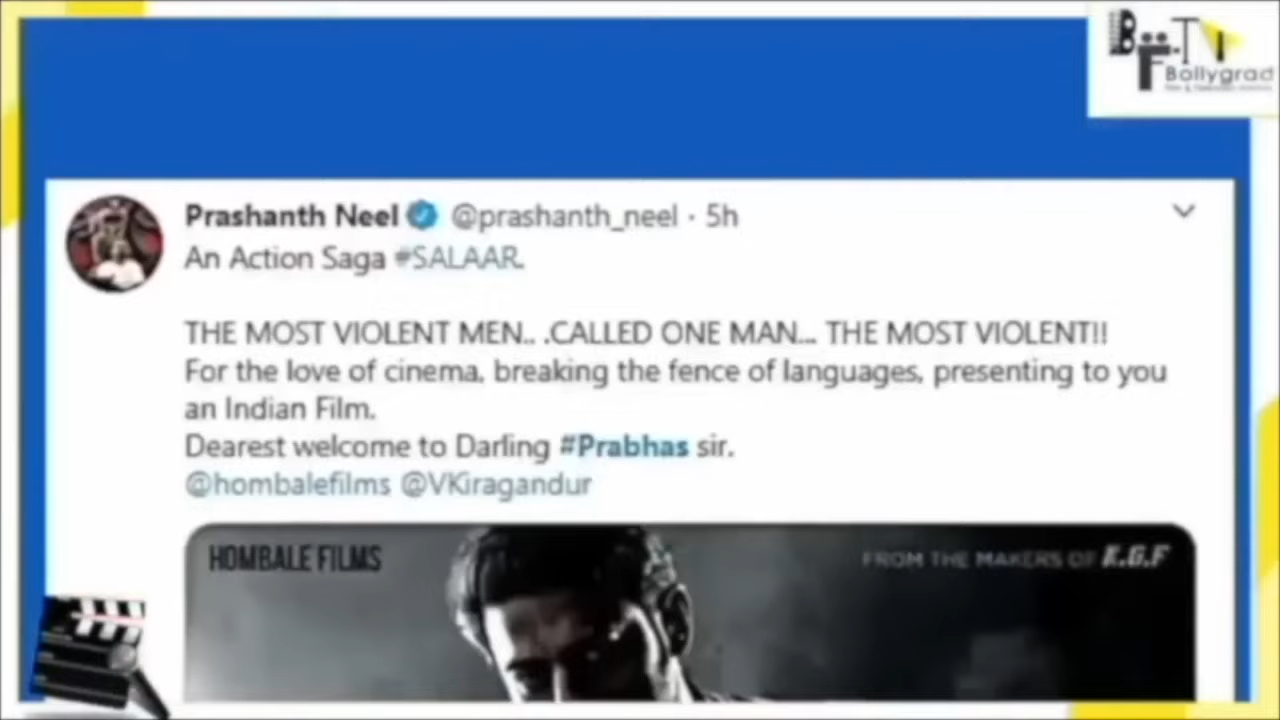 BFT
Bollygrad
Prashanth Neel @prashanth_neel · 5h
An Action Saga #SALAAR.
THE MOST VIOLENT MEN.. .CALLED ONE MAN... THE MOST VIOLENT!!
For the love of cinema, breaking the fence of languages, presenting to you
an Indian Film.
Dearest welcome to Darling #Prabhas sir.
@hombalefilms @VKiragandur
HOMBALE FILMS
FROM THE MAKERS OF K.G.F